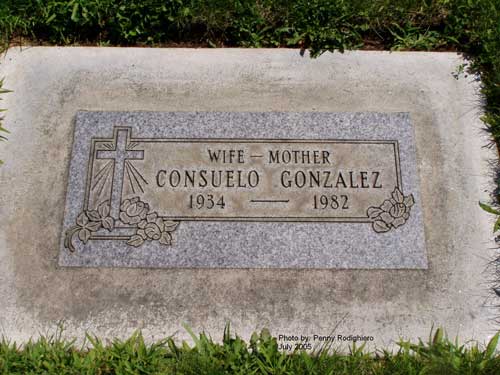 WIFE — MOTHER
CONSUELO GONZALEZ
1934 — 1982
Photo by: Penny Rodighiero
July 2005